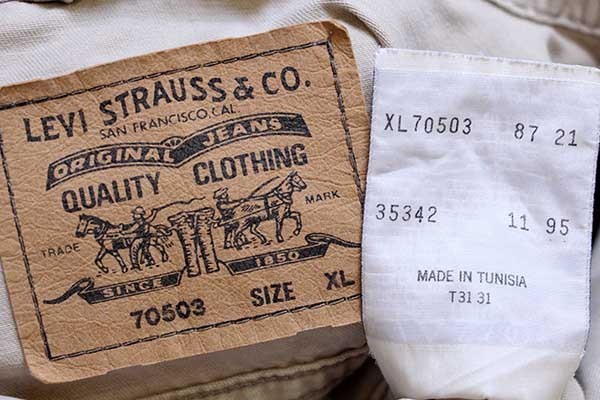 LEVI STRAUSS & CO.
SAN FRANCISCO, CAL
ORIGINAL JEANS
QUALITY CLOTHING
TRADE MARK
SINCE 1850
70503 SIZE XL
XL70503 87 21
35342 11 95
MADE IN TUNISIA
T31 31